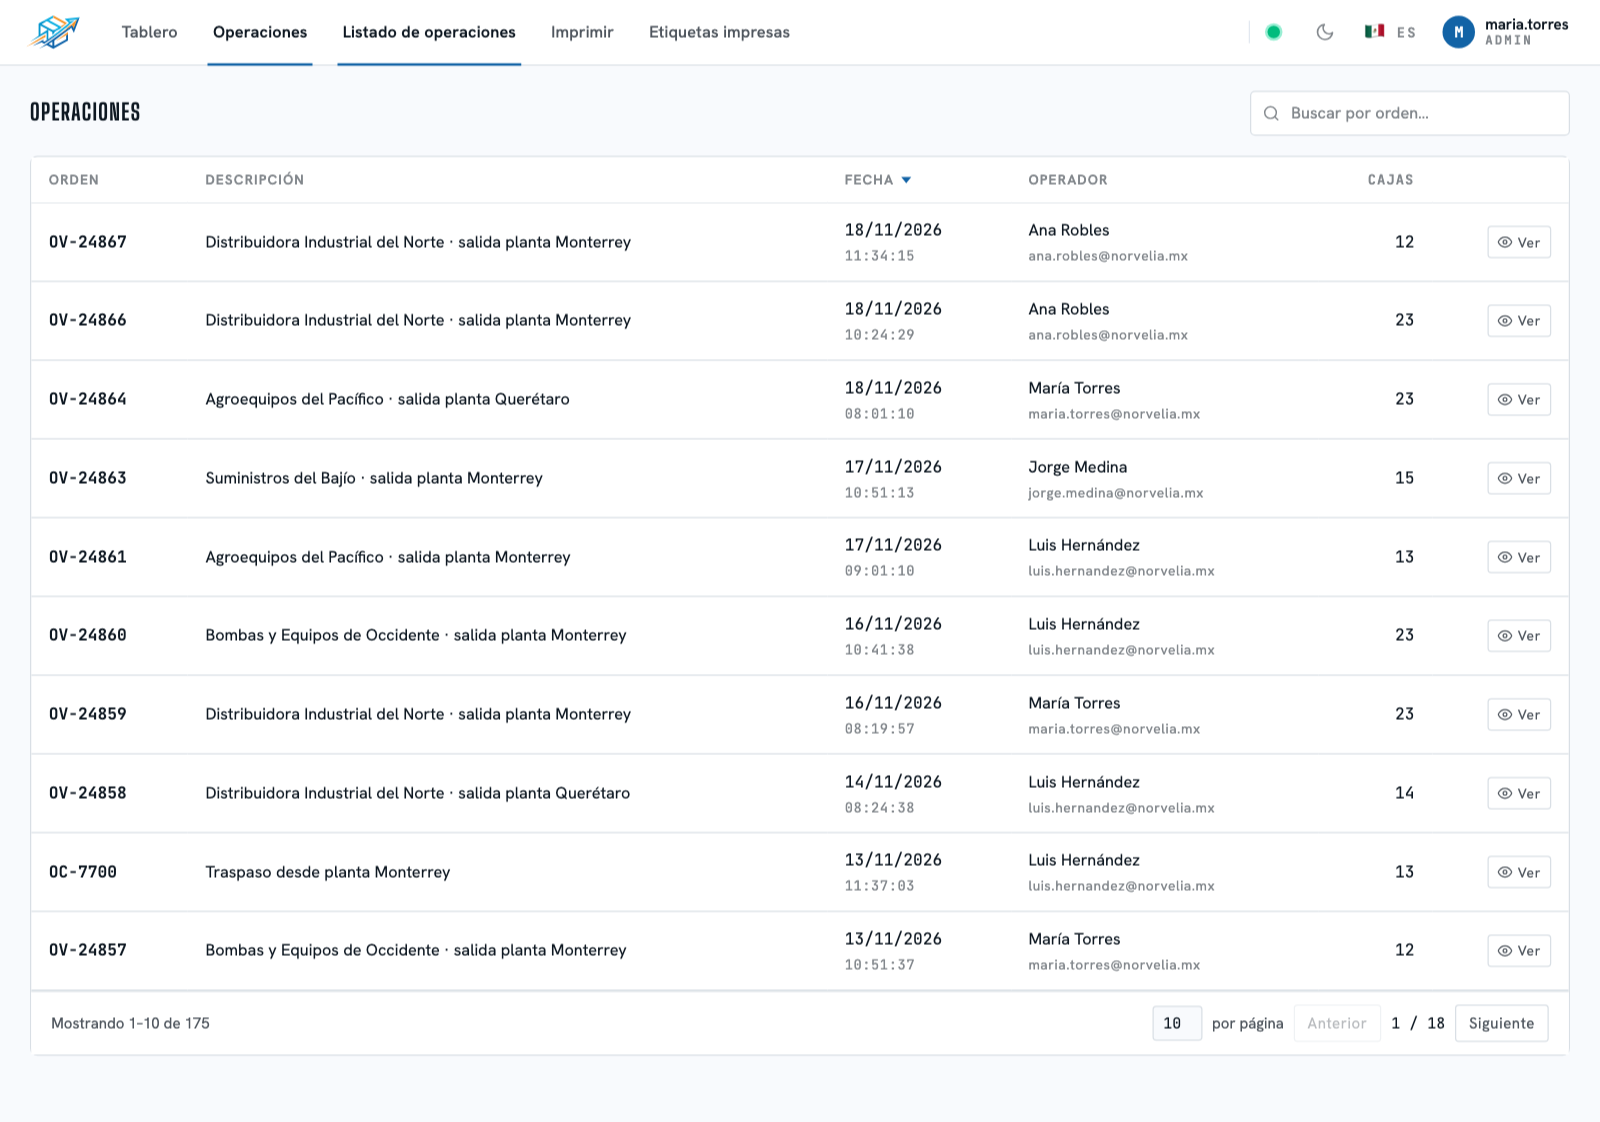 Tablero Operaciones Listado de operaciones Imprimir Etiquetas impresas ES M maria.torres
ADMIN
OPERACIONES
Buscar por orden...
ORDEN DESCRIPCIÓN FECHA OPERADOR CAJAS
OV-24867 Distribuidora Industrial del Norte · salida planta Monterrey 18/11/2026 Ana Robles 12 Ver
11:34:15 ana.robles@norvelia.mx
OV-24866 Distribuidora Industrial del Norte · salida planta Monterrey 18/11/2026 Ana Robles 23 Ver
10:24:29 ana.robles@norvelia.mx
OV-24864 Agroequipos del Pacífico · salida planta Querétaro 18/11/2026 María Torres 23 Ver
08:01:10 maria.torres@norvelia.mx
OV-24863 Suministros del Bajío · salida planta Monterrey 17/11/2026 Jorge Medina 15 Ver
10:51:13 jorge.medina@norvelia.mx
OV-24861 Agroequipos del Pacífico · salida planta Monterrey 17/11/2026 Luis Hernández 13 Ver
09:01:10 luis.hernandez@norvelia.mx
OV-24860 Bombas y Equipos de Occidente · salida planta Monterrey 16/11/2026 Luis Hernández 23 Ver
10:41:38 luis.hernandez@norvelia.mx
OV-24859 Distribuidora Industrial del Norte · salida planta Monterrey 16/11/2026 María Torres 23 Ver
08:19:57 maria.torres@norvelia.mx
OV-24858 Distribuidora Industrial del Norte · salida planta Querétaro 14/11/2026 Luis Hernández 14 Ver
08:24:38 luis.hernandez@norvelia.mx
OC-7700 Traspaso desde planta Monterrey 13/11/2026 Luis Hernández 13 Ver
11:37:03 luis.hernandez@norvelia.mx
OV-24857 Bombas y Equipos de Occidente · salida planta Monterrey 13/11/2026 María Torres 12 Ver
10:51:37 maria.torres@norvelia.mx
Mostrando 1–10 de 175 10 por página Anterior 1 / 18 Siguiente